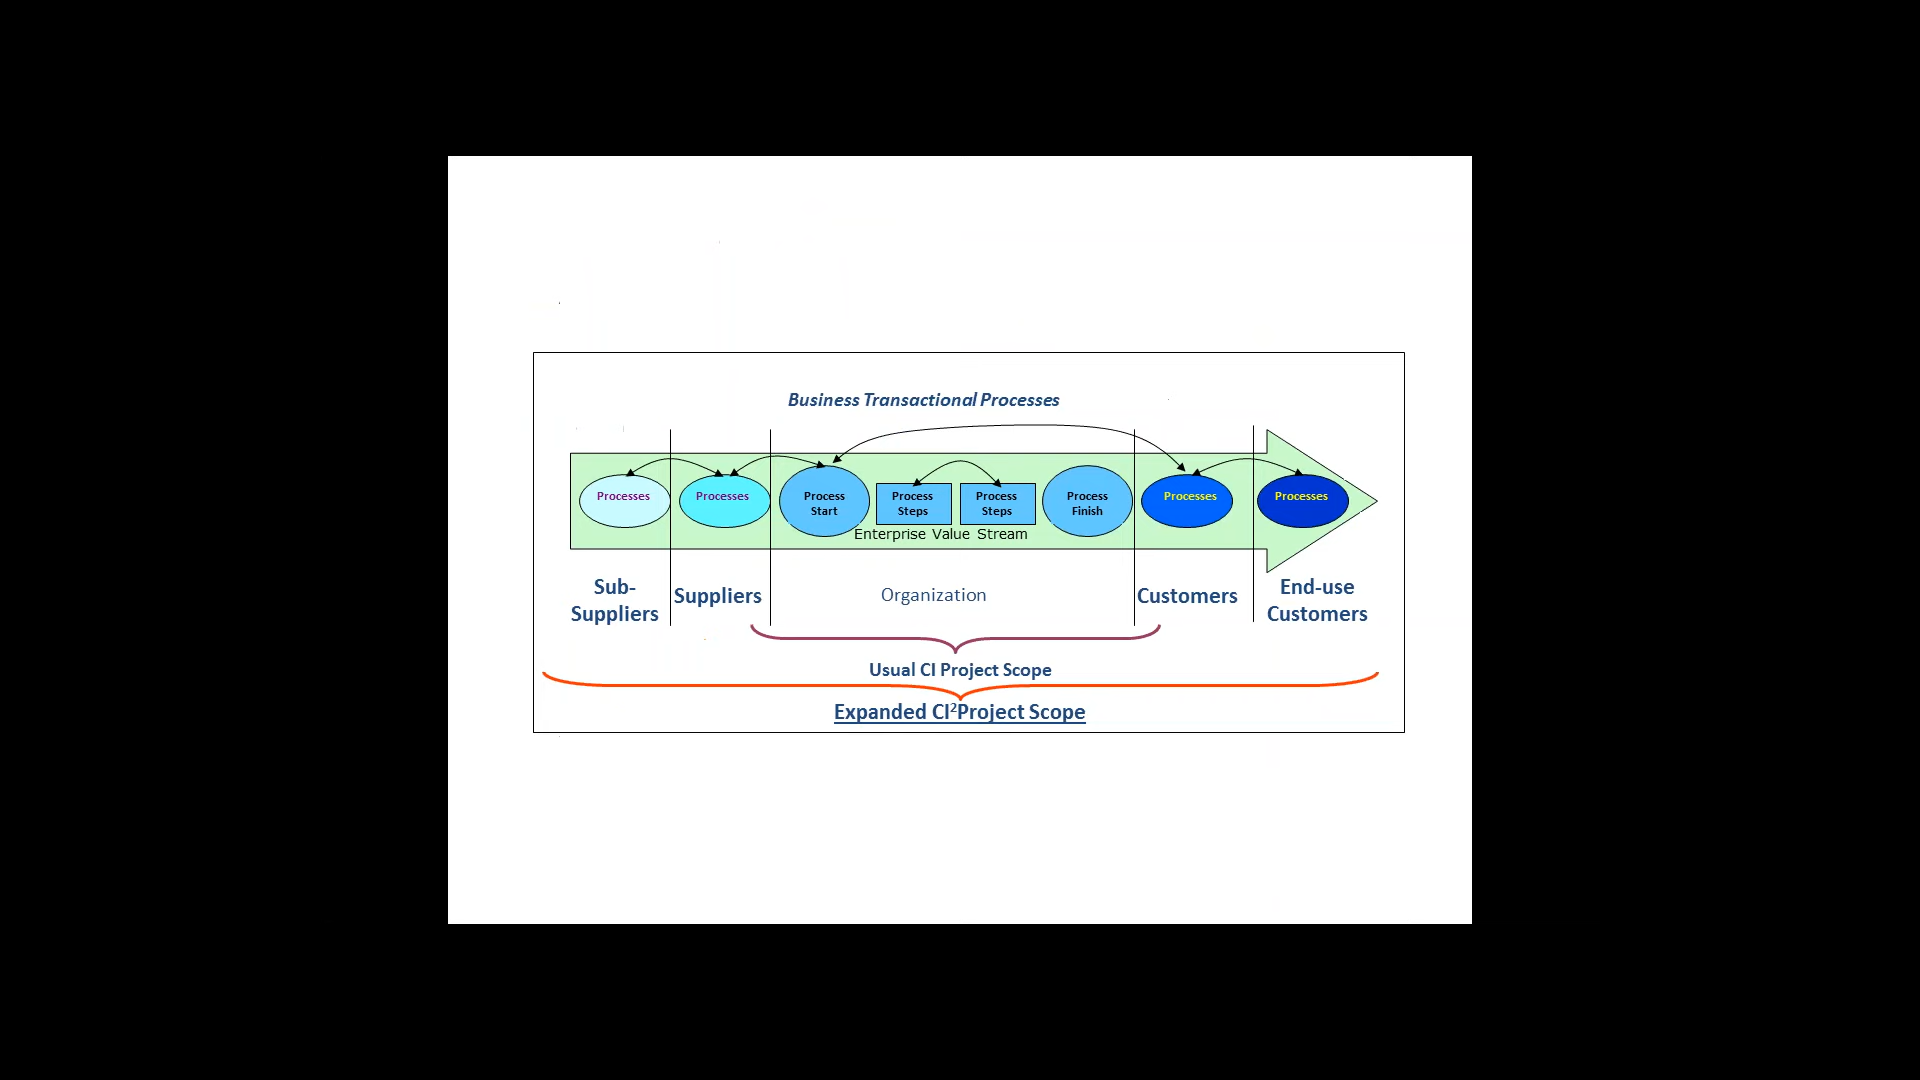 Business Transactional Processes
Processes
Processes
Process
Start
Process
Steps
Process
Steps
Process
Finish
Processes
Processes
Enterprise Value Stream
Sub-
Suppliers
Suppliers
Organization
Customers
End-use
Customers
Usual CI Project Scope
Expanded CI²Project Scope